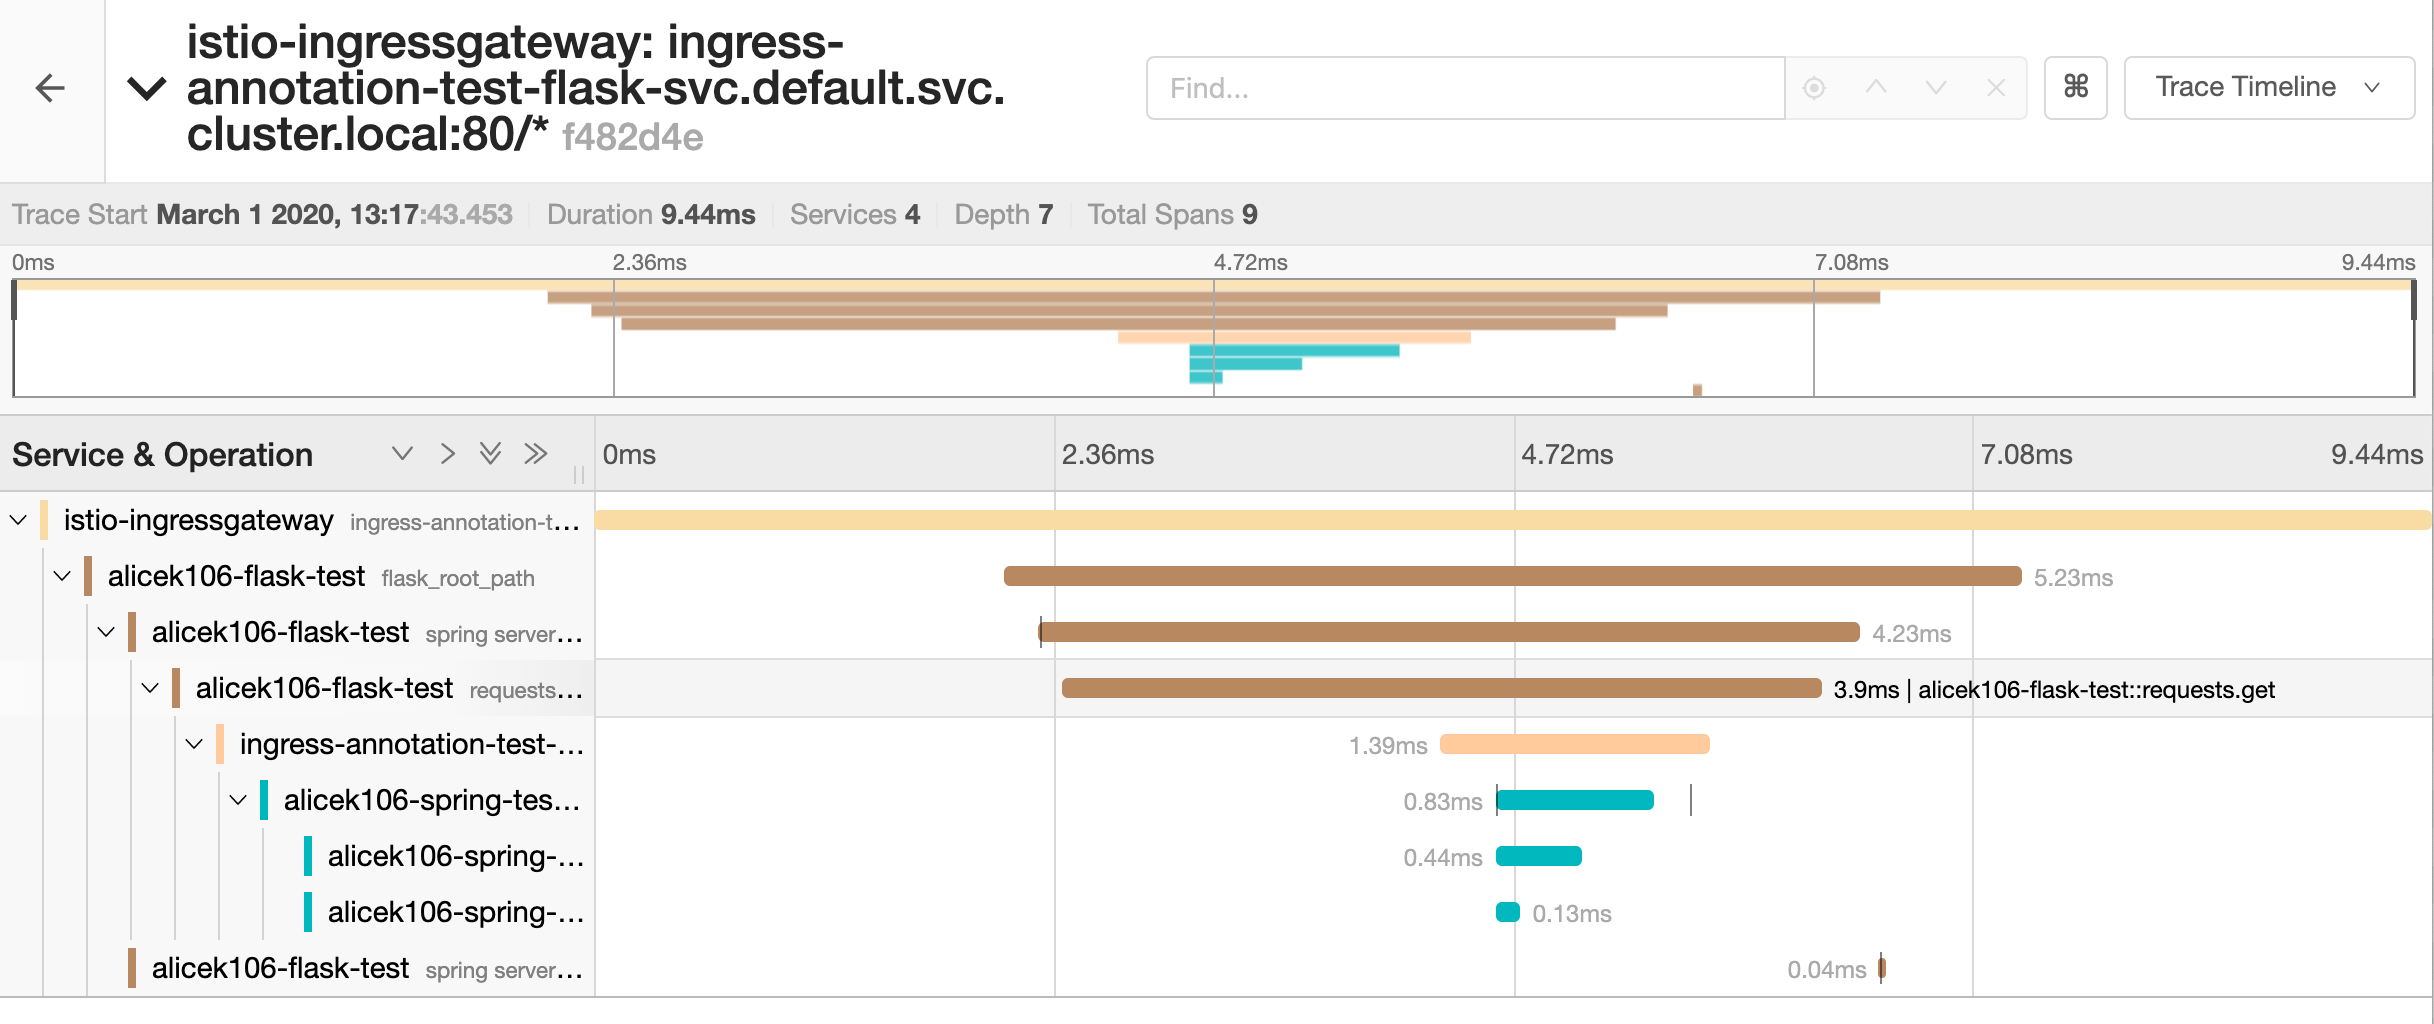 istio-ingressgateway: ingress-
annotation-test-flask-svc.default.svc.
cluster.local:80/* f482d4e
Find...
⌘
Trace Timeline
Trace Start March 1 2020, 13:17:43.453 Duration 9.44ms Services 4 Depth 7 Total Spans 9
0ms 2.36ms 4.72ms 7.08ms 9.44ms
Service & Operation 0ms 2.36ms 4.72ms 7.08ms 9.44ms
istio-ingressgateway ingress-annotation-t...
alicek106-flask-test flask_root_path 5.23ms
alicek106-flask-test spring server... 4.23ms
alicek106-flask-test requests... 3.9ms | alicek106-flask-test::requests.get
ingress-annotation-test-... 1.39ms
alicek106-spring-tes... 0.83ms
alicek106-spring-... 0.44ms
alicek106-spring-... 0.13ms
alicek106-flask-test spring server... 0.04ms